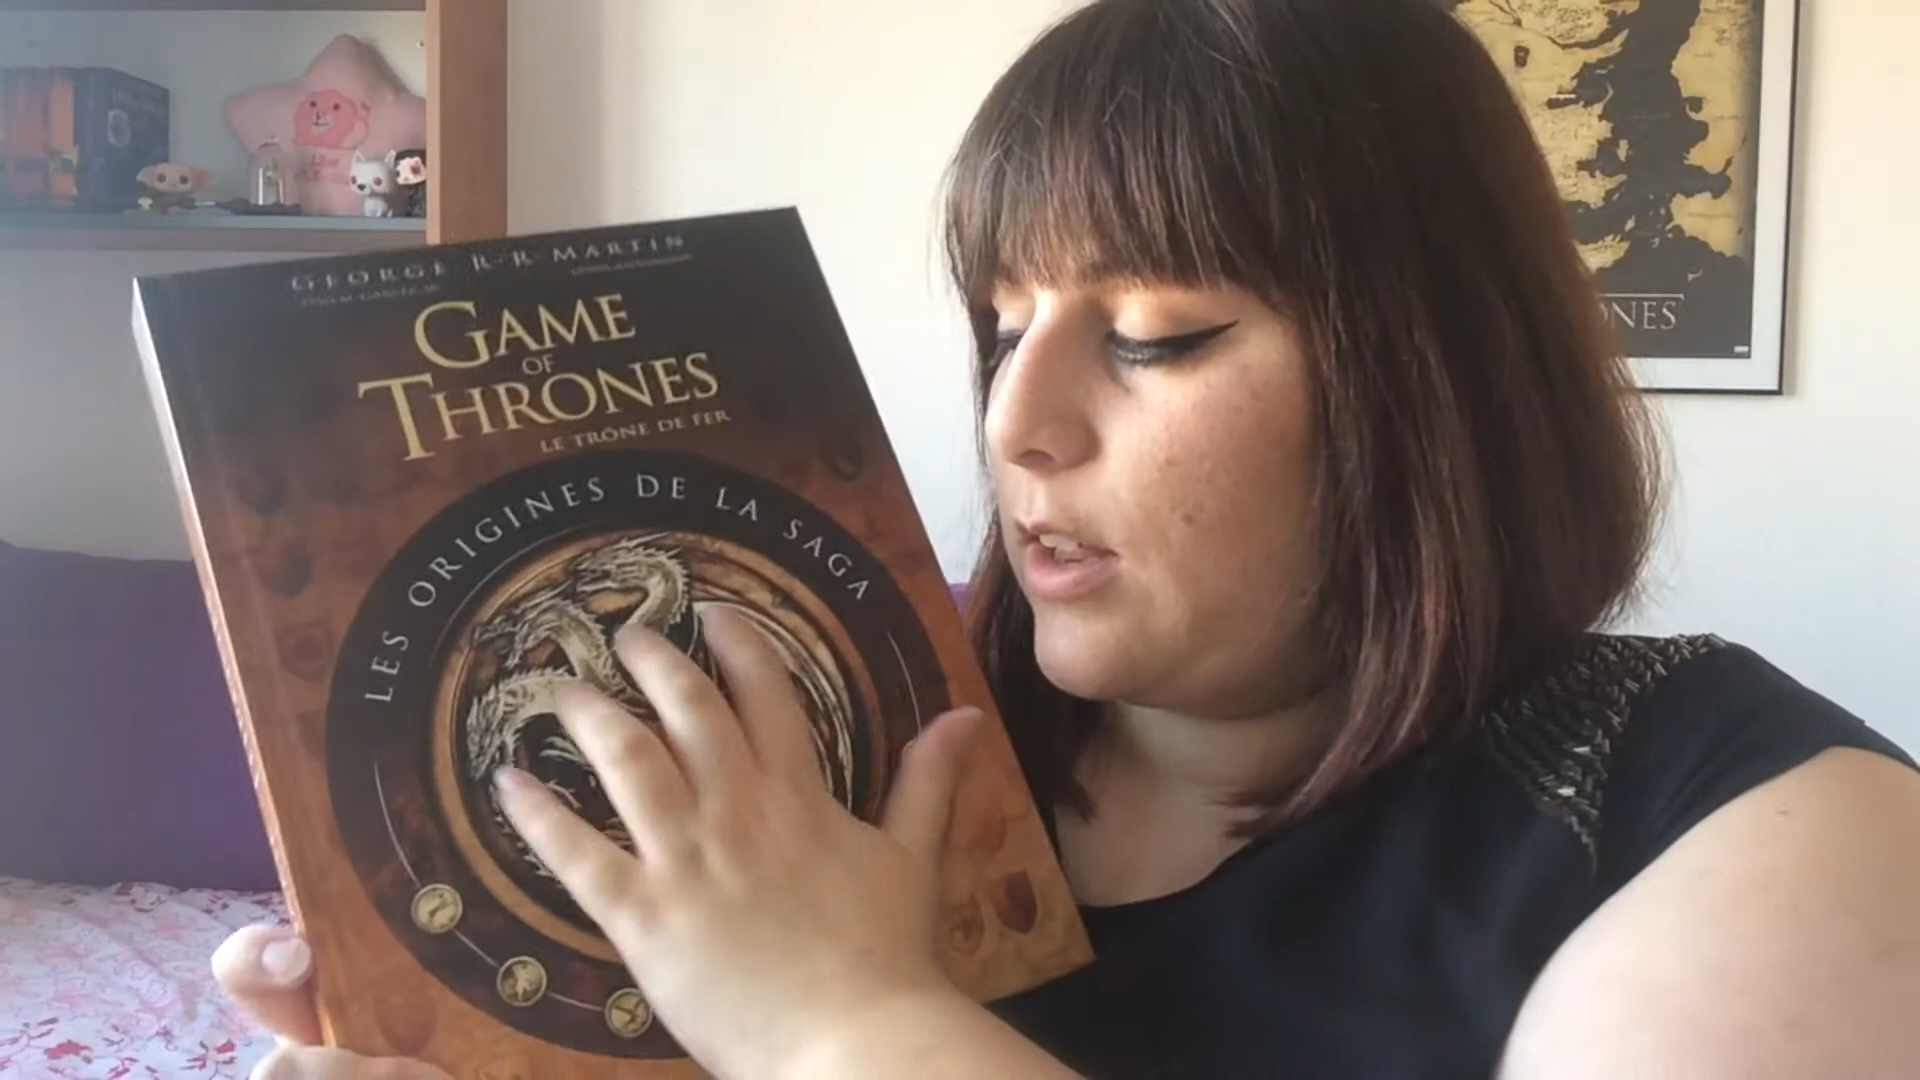 GEORGE R·R·MARTIN
GAME
OF
THRONES
LE TRÔNE DE FER
LES ORIGINES DE LA SAGA
ONES